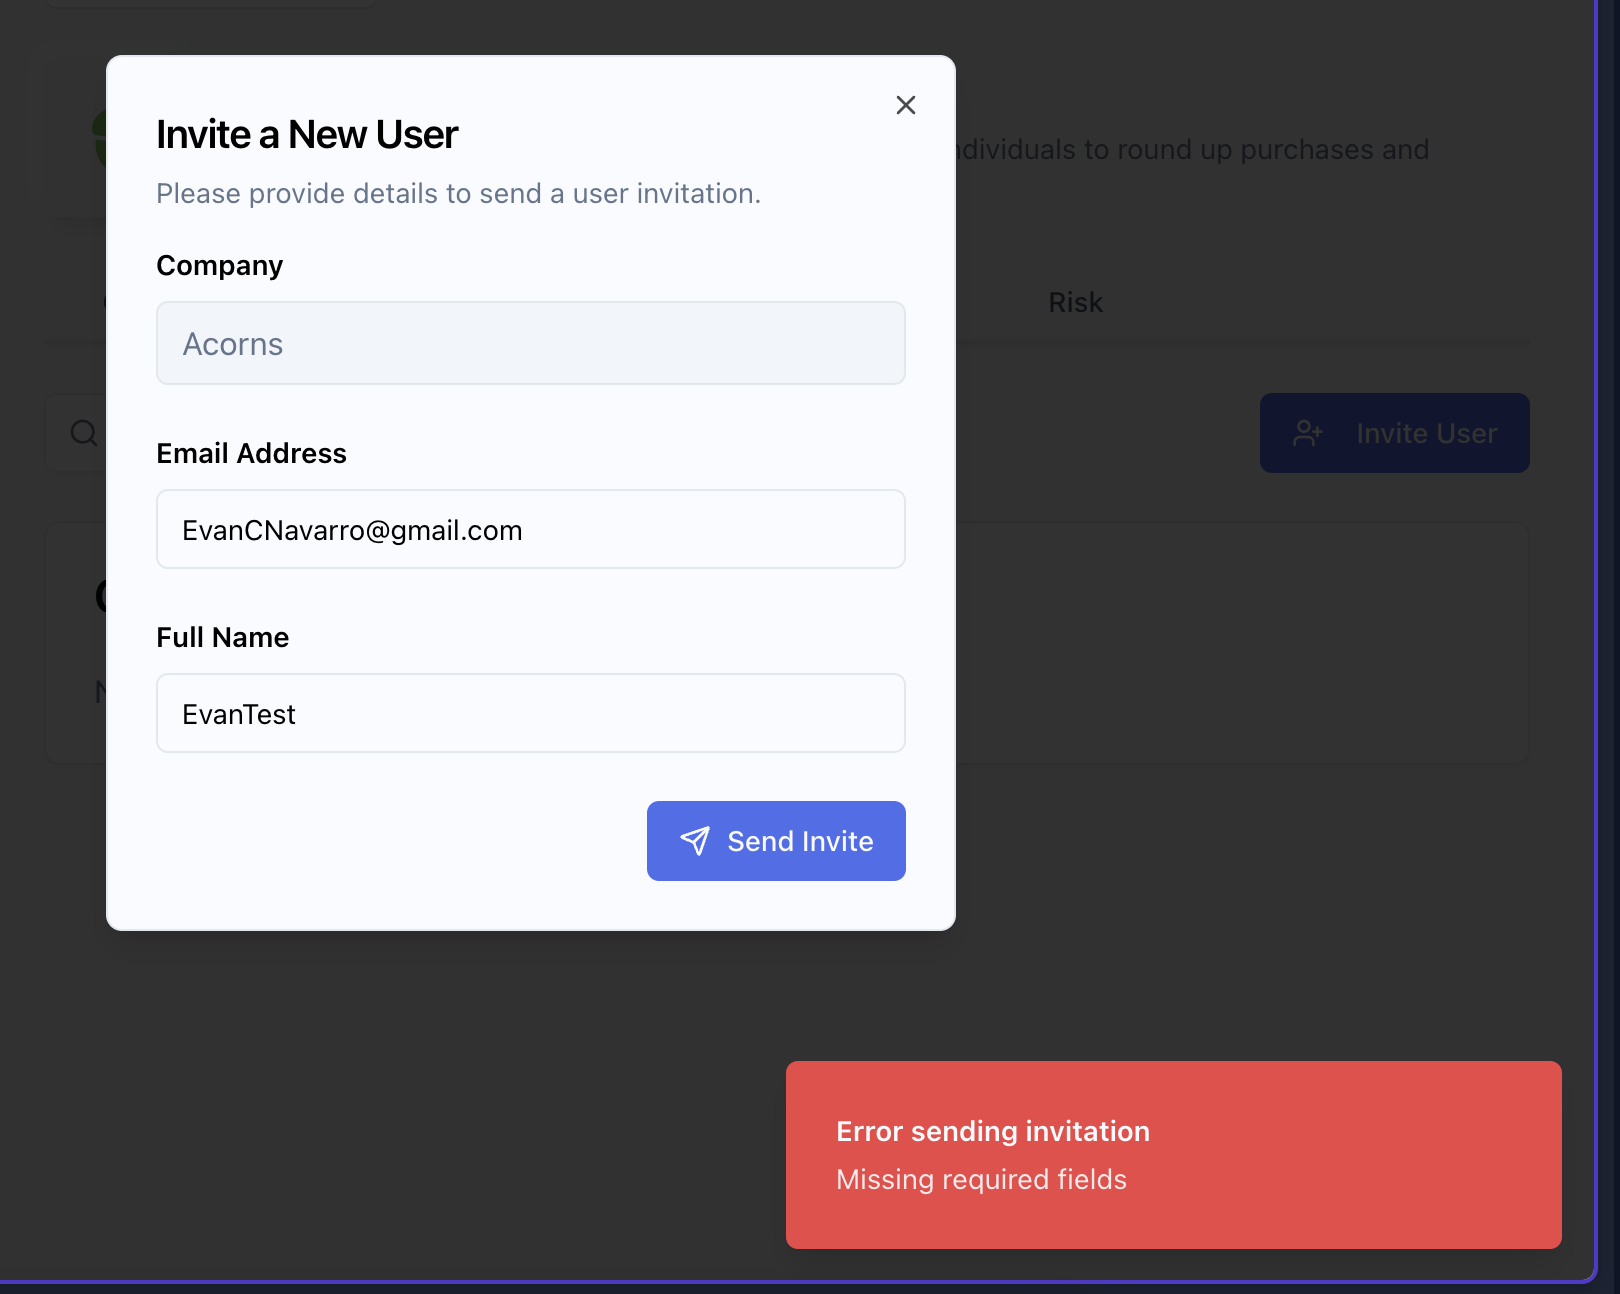 Invite a New User
Please provide details to send a user invitation.
individuals to round up purchases and
Company
Acorns
Risk
Email Address
Invite User
EvanCNavarro@gmail.com
Full Name
EvanTest
Send Invite
Error sending invitation
Missing required fields